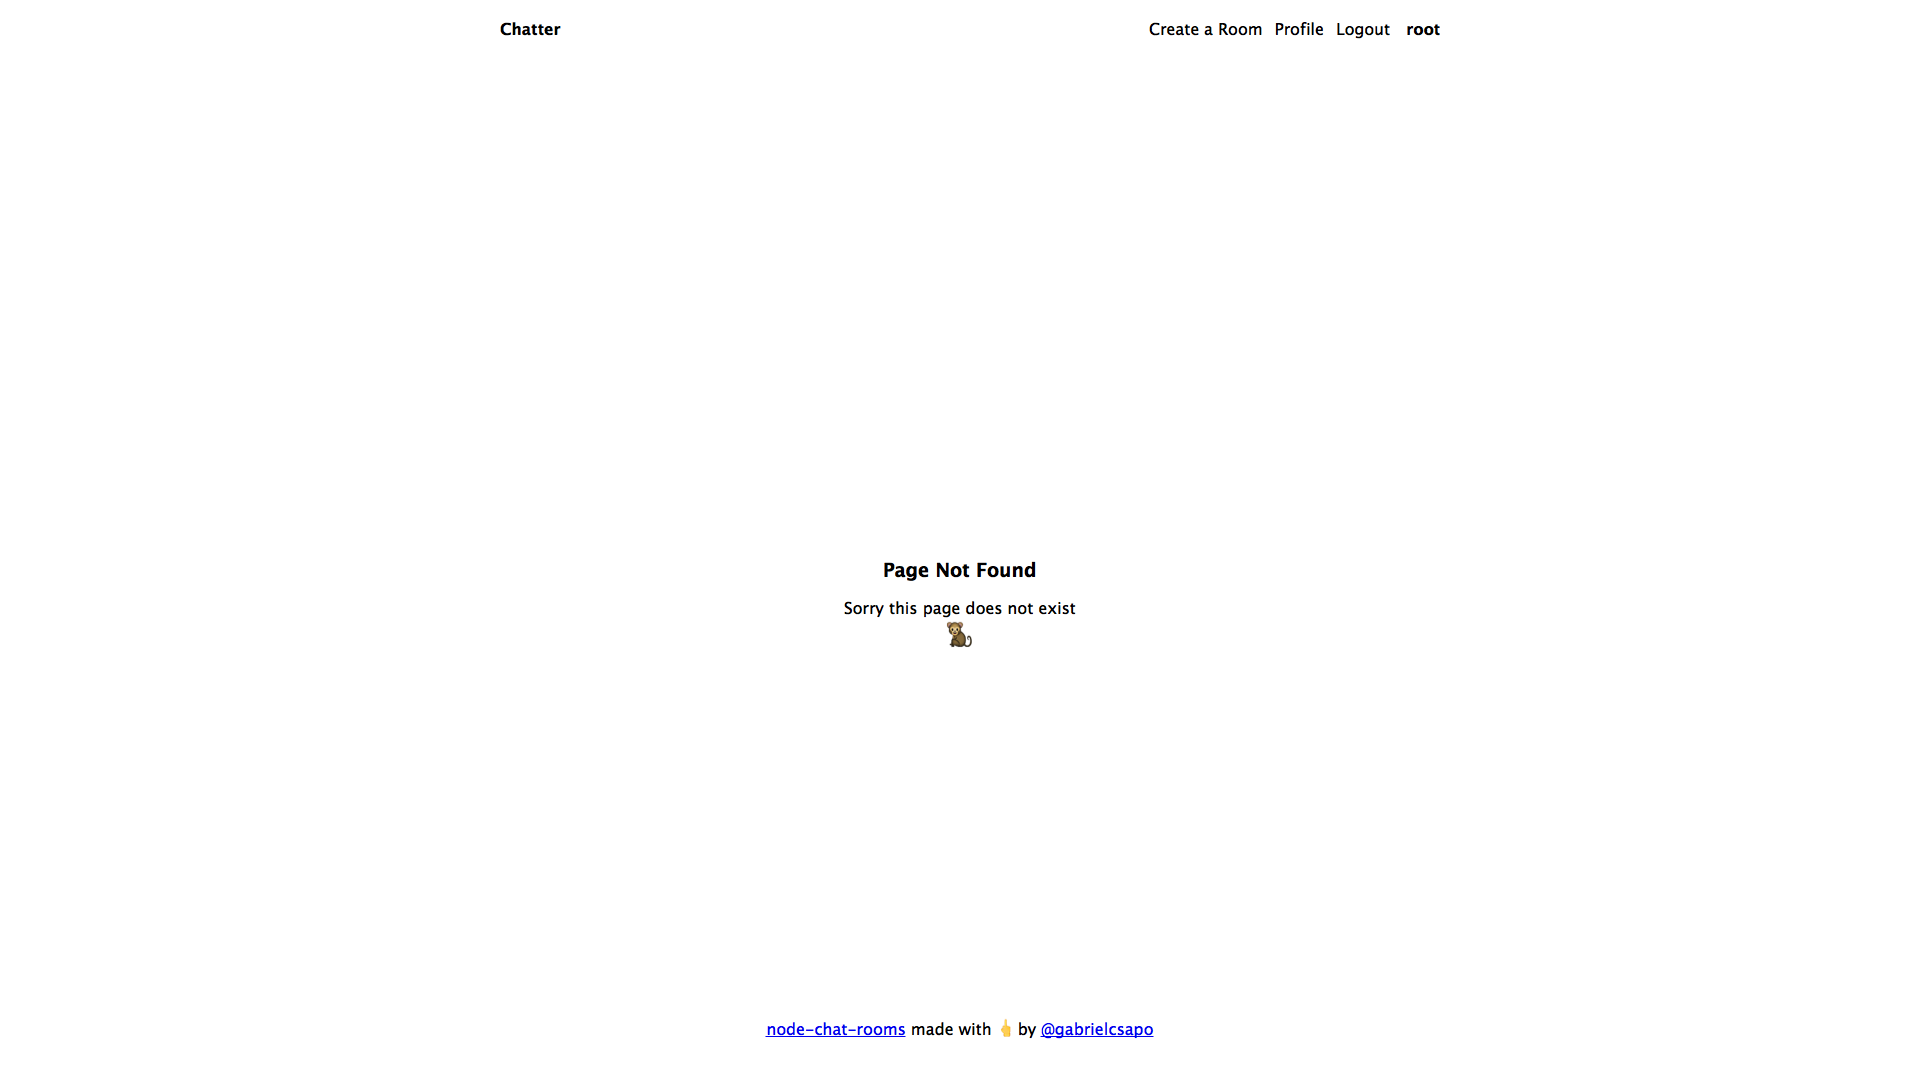 Chatter
Create a Room Profile Logout root
Page Not Found
Sorry this page does not exist
node-chat-rooms made with 🖕 by @gabrielcsapo